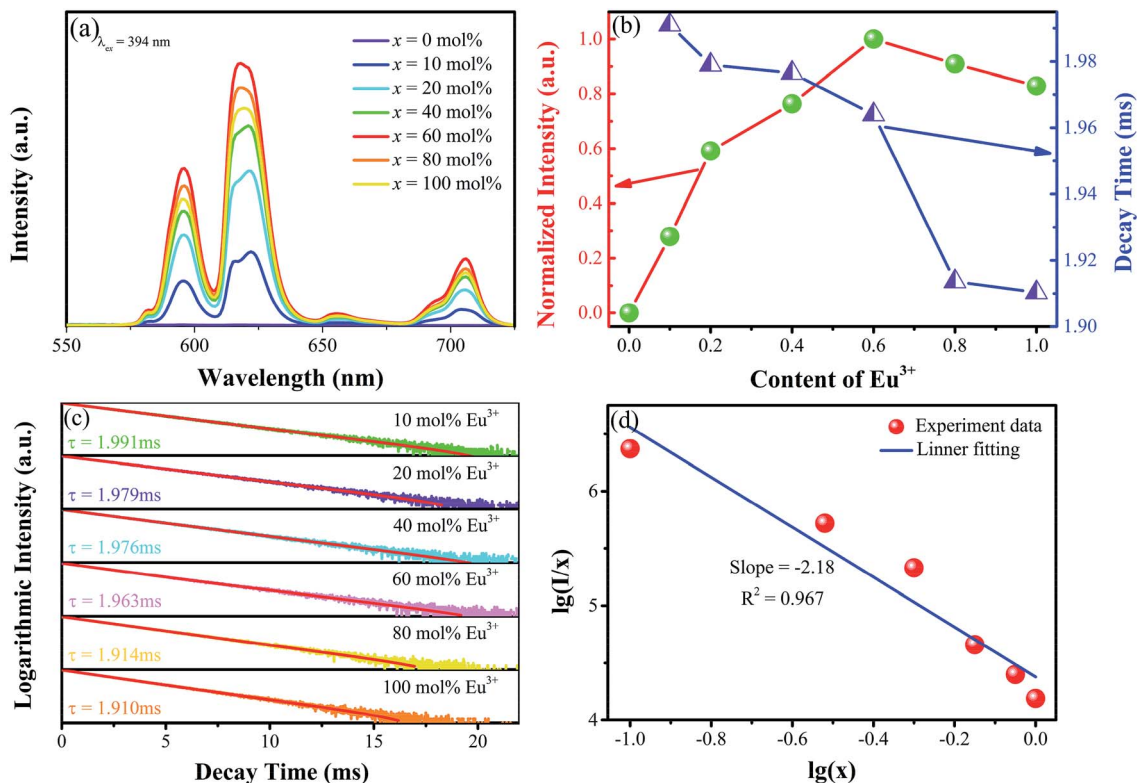 (a)
λex = 394 nm
x = 0 mol%
x = 10 mol%
x = 20 mol%
x = 40 mol%
x = 60 mol%
x = 80 mol%
x = 100 mol%
Intensity (a.u.)
550 600 650 700
Wavelength (nm)
(b)
Normalized Intensity (a.u.)
1.0
0.8
0.6
0.4
0.2
0.0
1.98
1.96
1.94
1.92
1.90
Decay Time (ms)
0.0 0.2 0.4 0.6 0.8 1.0
Content of Eu³⁺
(c)
Logarithmic Intensity (a.u.)
10 mol% Eu³⁺
τ = 1.991ms
20 mol% Eu³⁺
τ = 1.979ms
40 mol% Eu³⁺
τ = 1.976ms
60 mol% Eu³⁺
τ = 1.963ms
80 mol% Eu³⁺
τ = 1.914ms
100 mol% Eu³⁺
τ = 1.910ms
0 5 10 15 20
Decay Time (ms)
(d)
Experiment data
Linner fitting
lg(I/x)
6
5
4
Slope = -2.18
R² = 0.967
-1.0 -0.8 -0.6 -0.4 -0.2 0.0
lg(x)